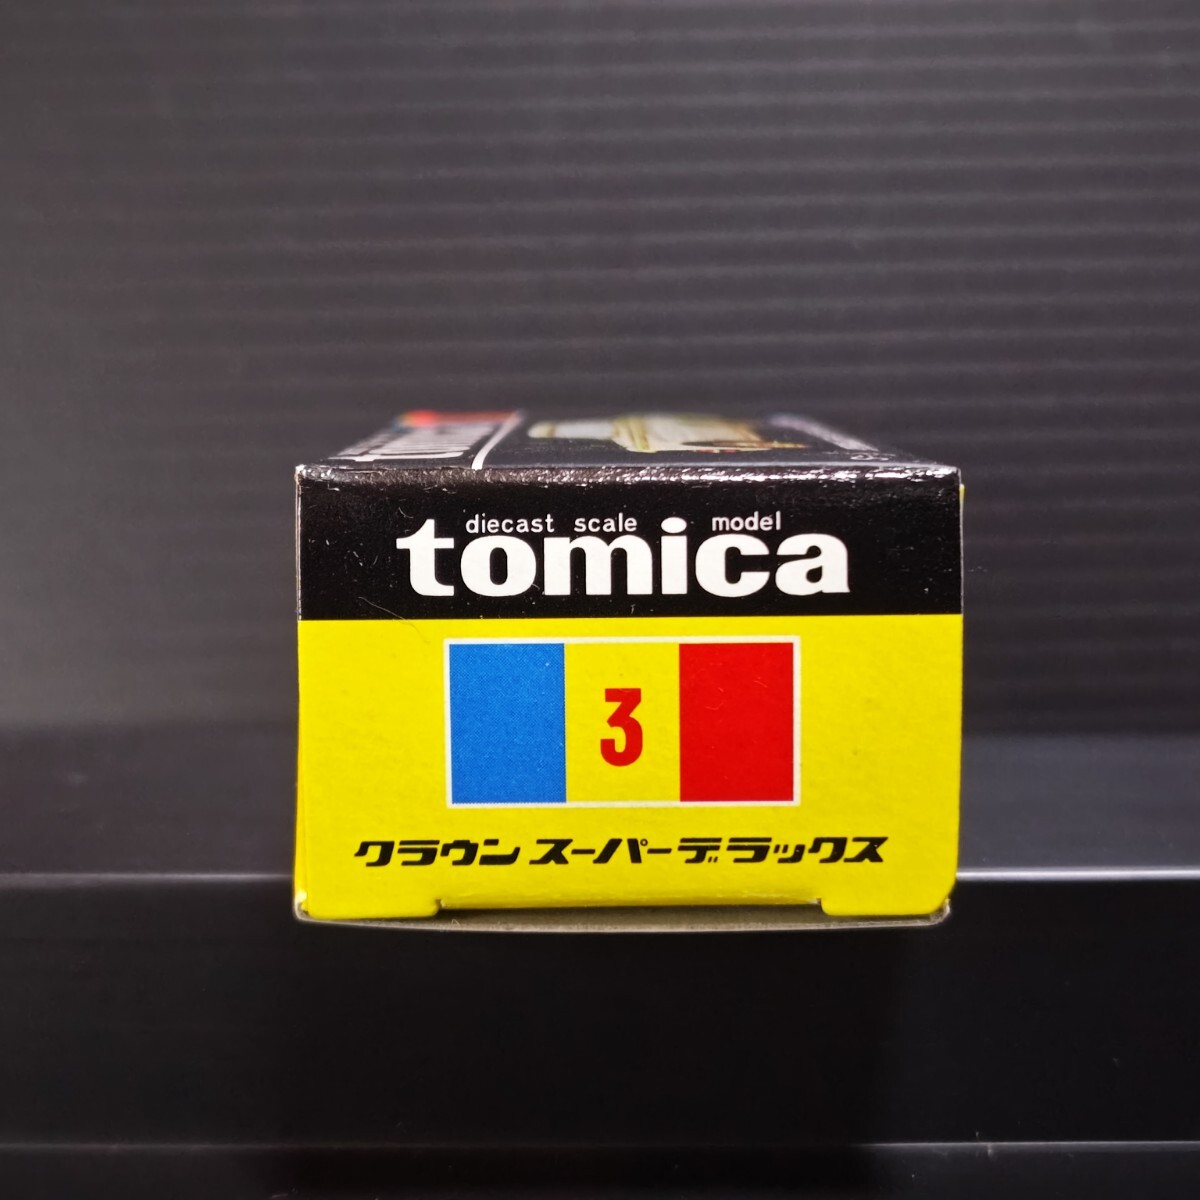 diecast scale model
tomica
3
クラウン スーパーデラックス